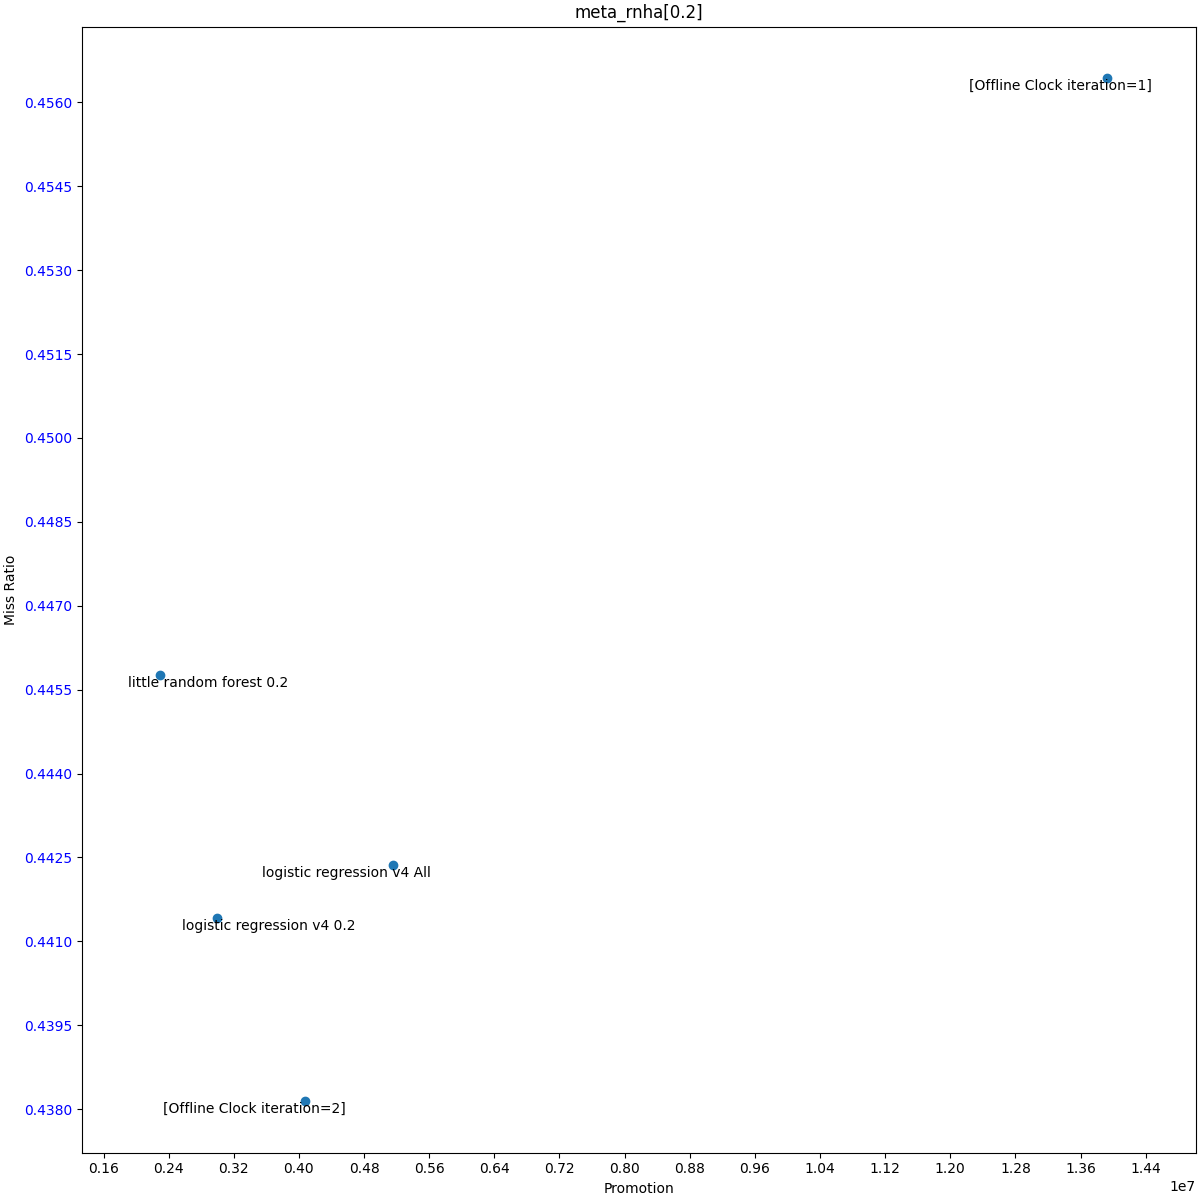 meta_rnha[0.2]
[Offline Clock iteration=1]
little random forest 0.2
logistic regression v4 All
logistic regression v4 0.2
[Offline Clock iteration=2]
Miss Ratio
0.4560
0.4545
0.4530
0.4515
0.4500
0.4485
0.4470
0.4455
0.4440
0.4425
0.4410
0.4395
0.4380
0.16 0.24 0.32 0.40 0.48 0.56 0.64 0.72 0.80 0.88 0.96 1.04 1.12 1.20 1.28 1.36 1.44
1e7
Promotion